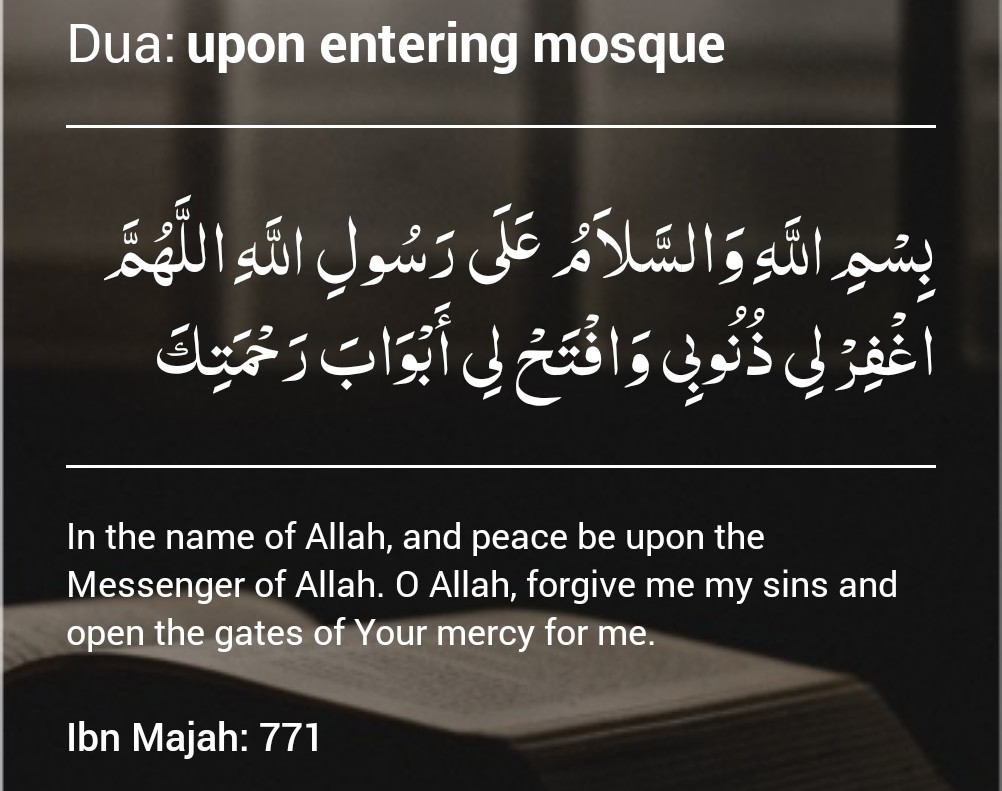 Dua: upon entering mosque
بِسْمِ اللَّهِ وَالسَّلاَمُ عَلَى رَسُولِ اللَّهِ اللَّهُمَّ
اغْفِرْ لِي ذُنُوبِي وَافْتَحْ لِي أَبْوَابَ رَحْمَتِكَ
In the name of Allah, and peace be upon the
Messenger of Allah. O Allah, forgive me my sins and
open the gates of Your mercy for me.
Ibn Majah: 771